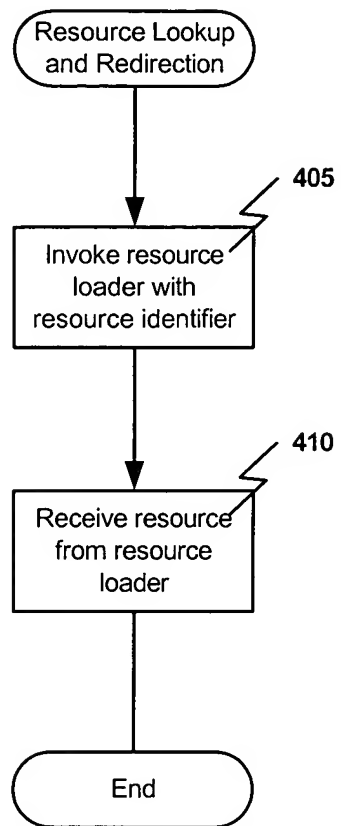 Resource Lookup
and Redirection
405
Invoke resource
loader with
resource identifier
410
Receive resource
from resource
loader
End